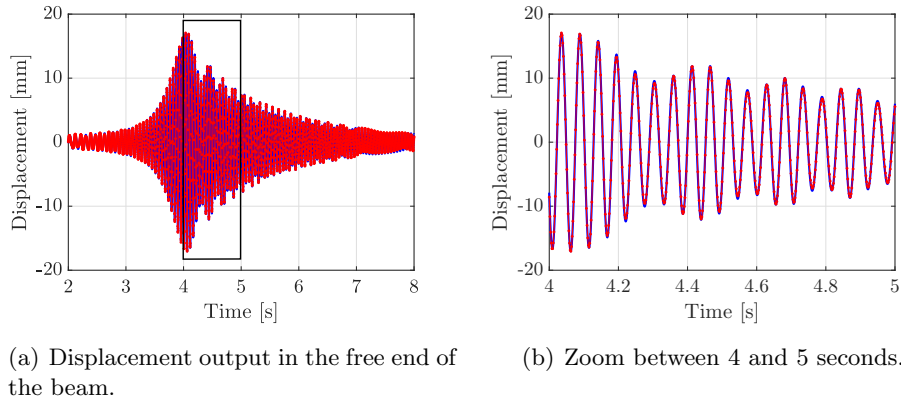 20
10
0
-10
-20
Displacement [mm]
2 3 4 5 6 7 8
Time [s]
(a) Displacement output in the free end of
the beam.
20
10
0
-10
-20
Displacement [mm]
4 4.2 4.4 4.6 4.8 5
Time [s]
(b) Zoom between 4 and 5 seconds.